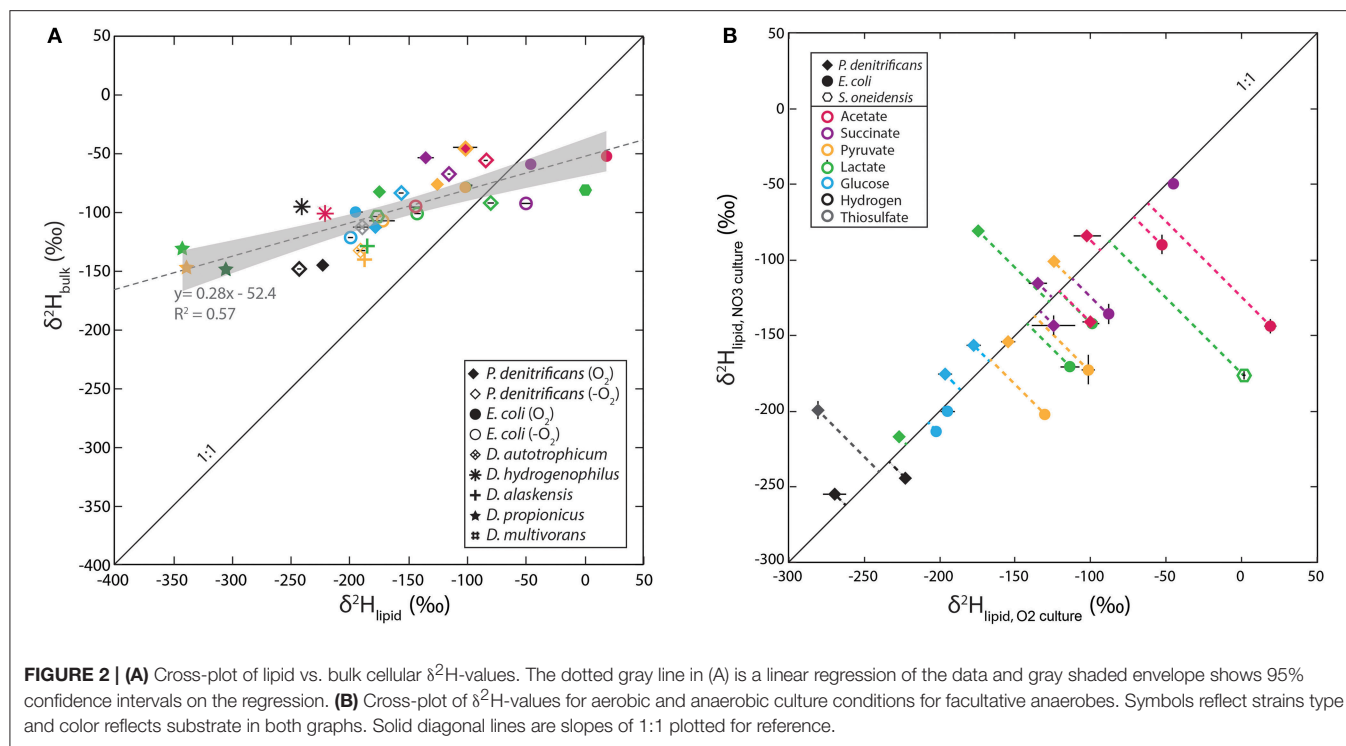 A
50
0
-50
-100
-150
-200
-250
-300
-350
-400
δ²H_bulk (‰)
-400 -350 -300 -250 -200 -150 -100 -50 0 50
δ²H_lipid (‰)
1:1
y= 0.28x - 52.4
R² = 0.57
P. denitrificans (O₂)
P. denitrificans (-O₂)
E. coli (O₂)
E. coli (-O₂)
D. autotrophicum
D. hydrogenophilus
D. alaskensis
D. propionicus
D. multivorans
B
50
0
-50
-100
-150
-200
-250
-300
δ²H_lipid, NO3 culture (‰)
-300 -250 -200 -150 -100 -50 0 50
δ²H_lipid, O2 culture (‰)
1:1
P. denitrificans
E. coli
S. oneidensis
Acetate
Succinate
Pyruvate
Lactate
Glucose
Hydrogen
Thiosulfate
FIGURE 2 | (A) Cross-plot of lipid vs. bulk cellular δ²H-values. The dotted gray line in (A) is a linear regression of the data and gray shaded envelope shows 95%
confidence intervals on the regression. (B) Cross-plot of δ²H-values for aerobic and anaerobic culture conditions for facultative anaerobes. Symbols reflect strains type
and color reflects substrate in both graphs. Solid diagonal lines are slopes of 1:1 plotted for reference.